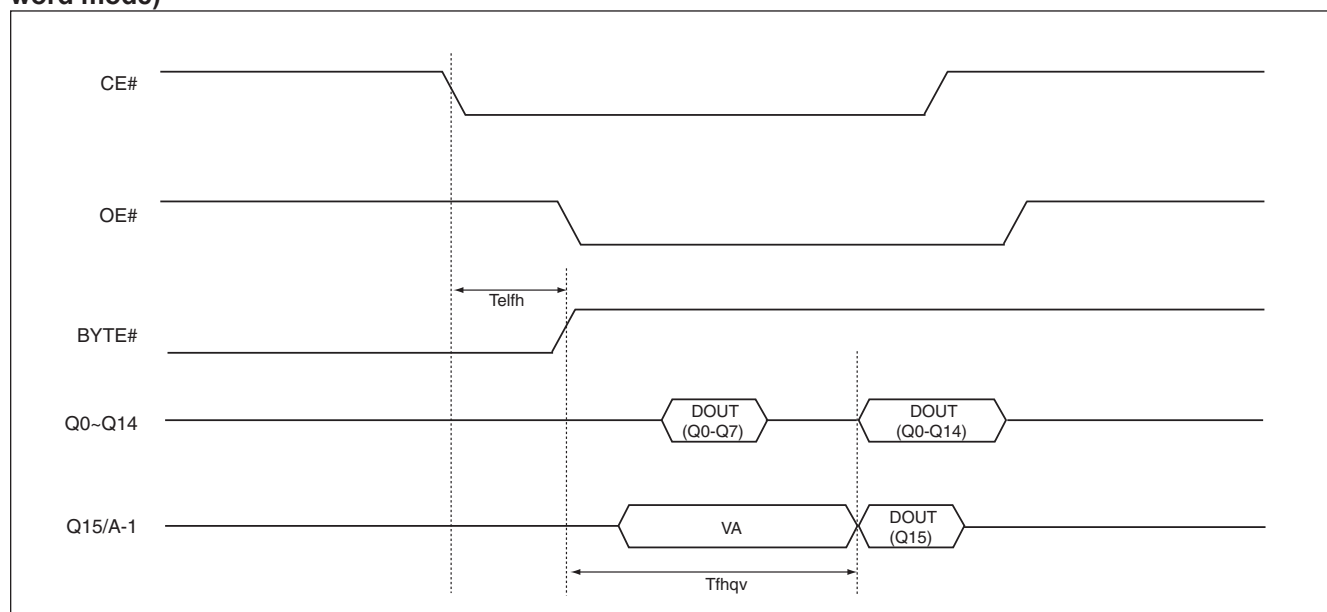 word mode)
CE#
OE#
Telfh
BYTE#
Q0~Q14
DOUT
(Q0-Q7)
DOUT
(Q0-Q14)
Q15/A-1
VA
DOUT
(Q15)
Tfhqv